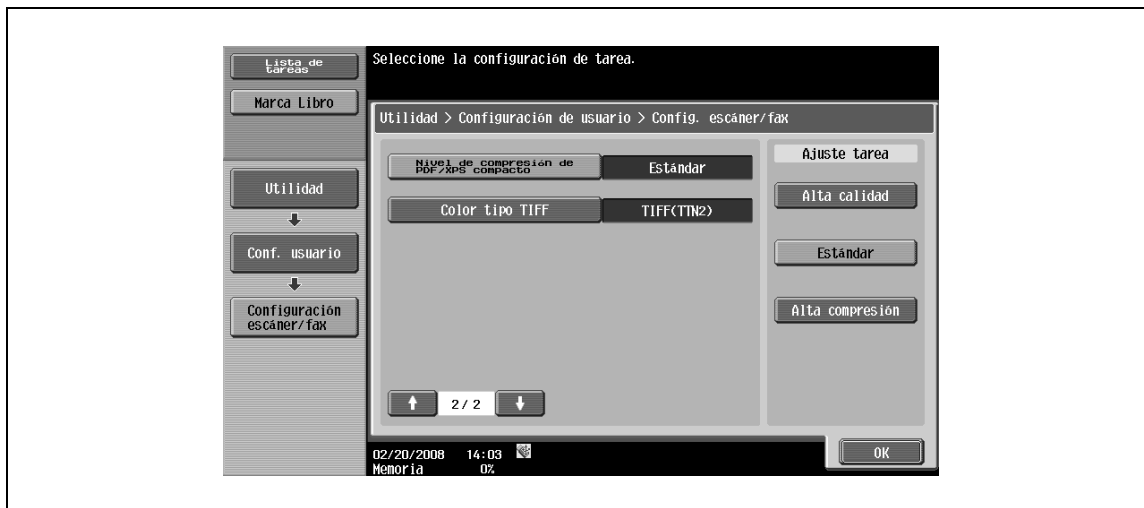 Lista de
tareas
Marca Libro
Utilidad
Conf. usuario
Configuración
escáner/fax
Seleccione la configuración de tarea.
Utilidad > Configuración de usuario > Config. escáner/fax
Nivel de compresión de
PDF/XPS compacto
Estándar
Color tipo TIFF
TIFF(TTN2)
2/ 2
Ajuste tarea
Alta calidad
Estándar
Alta compresión
02/20/2008 14:03
Memoria 0%
OK